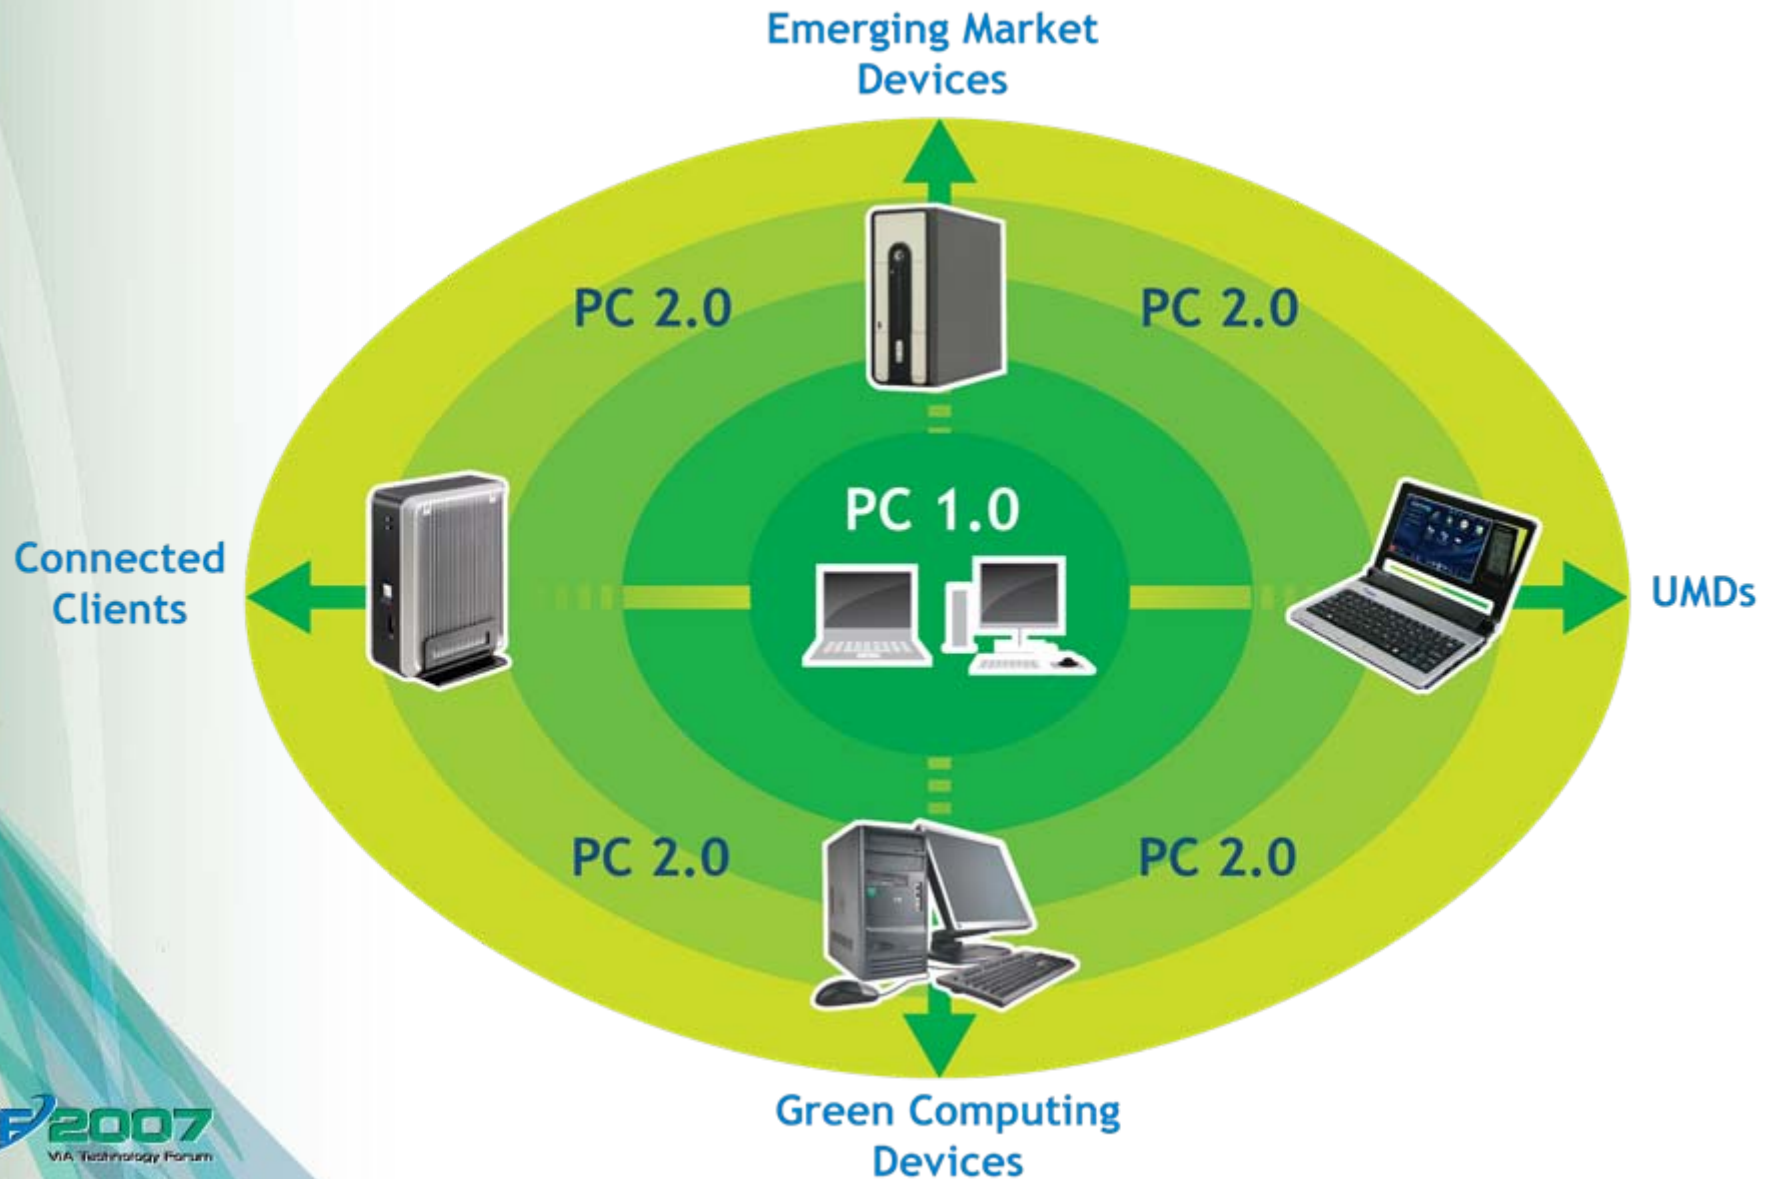 Emerging Market
Devices
PC 2.0
PC 2.0
PC 1.0
Connected
Clients
UMDs
PC 2.0
PC 2.0
Green Computing
Devices
F 2007
VIA Technology Forum